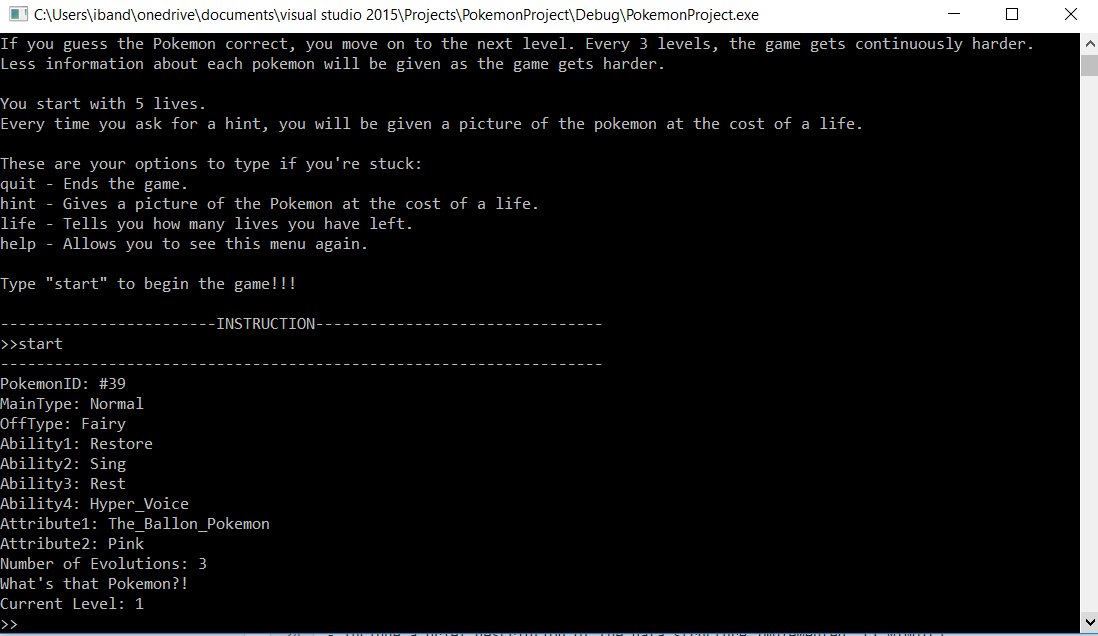 C:\Users\iband\onedrive\documents\visual studio 2015\Projects\PokemonProject\Debug\PokemonProject.exe
If you guess the Pokemon correct, you move on to the next level. Every 3 levels, the game gets continuously harder.
Less information about each pokemon will be given as the game gets harder.
You start with 5 lives.
Every time you ask for a hint, you will be given a picture of the pokemon at the cost of a life.
These are your options to type if you're stuck:
quit - Ends the game.
hint - Gives a picture of the Pokemon at the cost of a life.
life - Tells you how many lives you have left.
help - Allows you to see this menu again.
Type "start" to begin the game!!!
------------------------INSTRUCTION--------------------------------
>>start
-------------------------------------------------------------------
PokemonID: #39
MainType: Normal
OffType: Fairy
Ability1: Restore
Ability2: Sing
Ability3: Rest
Ability4: Hyper_Voice
Attribute1: The_Ballon_Pokemon
Attribute2: Pink
Number of Evolutions: 3
What's that Pokemon?!
Current Level: 1
>>